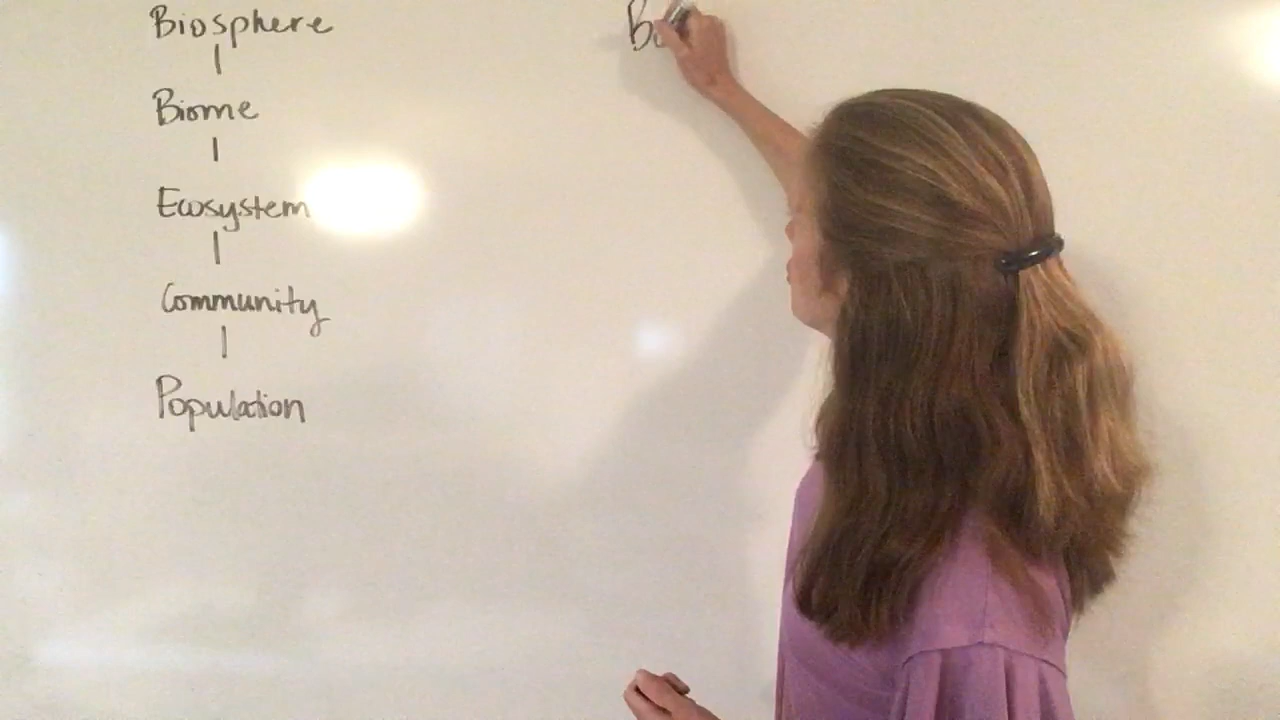 Biosphere
Biome
Ecosystem
Community
Population